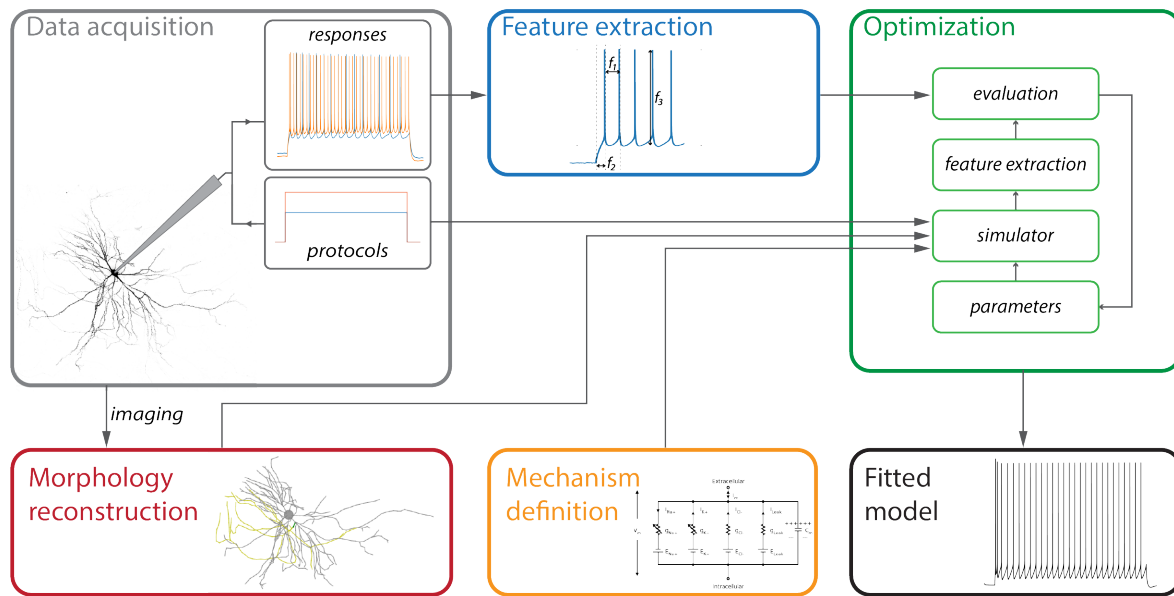 Data acquisition
responses
protocols
Feature extraction
f1
f3
f2
Optimization
evaluation
feature extraction
simulator
parameters
imaging
Morphology
reconstruction
Mechanism
definition
Extracellular
Intracellular
Fitted
model